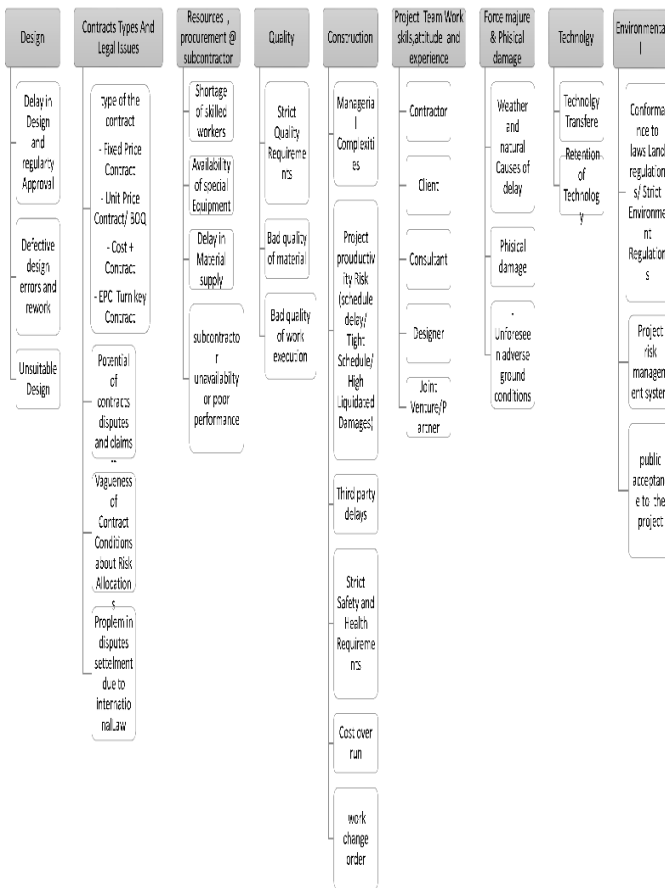 Design
Delay in
Design
and
regularty
Approval
Defective
design
errors and
rework
Unsuitable
Design
Contracts Types And
Legal Issues
type of the
contract
- Fixed Price
Contract
- Unit Price
Contract/ BOQ
- Cost +
Contract
- EPC Turn key
Contract
Potential
of
contracts
disputes
and claims
Vagueness
of
Contract
Conditions
about Risk
Allocation
s
Proplem in
disputes
settelment
due to
internatio
nalLaw
Resources ,
procurement @
subcontractor
Shortage
of skilled
workers
Availability
of special
Equipment
Delay in
Material
supply
subcontracto
r
unavailability
or poor
performance
Quality
Strict
Quality
Requireme
nts
Bad quality
of material
Bad quality
of work
execution
Construction
Manageria
l
Complexiti
es
Project
prouductiv
ity Risk
(schedule
delay/
Tight
Schedule/
High
Liquidated
Damages)
Third party
delays
Strict
Safety and
Health
Requireme
nts
Cost over
run
work
change
order
Project Team Work
skils,attitude and
experience
Contractor
Client
Consultant
Designer
Joint
Venture/P
artner
Force majure
& Phisical
damage
Weather
and
natural
Causes of
delay
Phisical
damage
-
Unforesee
n adverse
ground
conditions
Technolgy
Technolgy
Transfere
Retention
of
Technolog
y
Environmenta
l
Conforma
nce to
laws Land
regulation
s/ Strict
Environme
nt
Regulation
s
Project
risk
managem
ent system
public
acceptanc
e to the
project